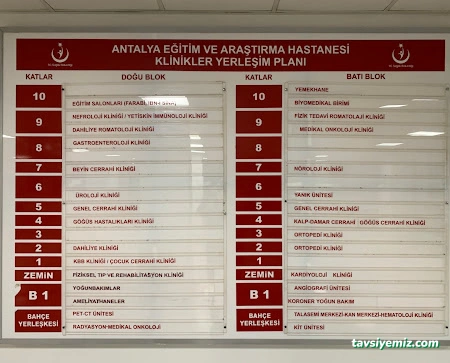 ANTALYA EĞİTİM VE ARAŞTIRMA HASTANESİ
KLİNİKLER YERLEŞİM PLANI
KATLAR DOĞU BLOK
10
EĞİTİM SALONLARI (FARABİ, İBN-İ SİNA)
9 NEFROLOJİ KLİNİĞİ / YETİŞKİN İMMÜNOLOJİ KLİNİĞİ
DAHİLİYE ROMATOLOJİ KLİNİĞİ
8 GASTROENTEROLOJİ KLİNİĞİ
7 BEYİN CERRAHİ KLİNİĞİ
6
ÜROLOJİ KLİNİĞİ
5 GENEL CERRAHİ KLİNİĞİ
4 GÖĞÜS HASTALIKLARI KLİNİĞİ
3
2 DAHİLİYE KLİNİĞİ
1 KBB KLİNİĞİ / ÇOCUK CERRAHİ KLİNİĞİ
ZEMİN FİZİKSEL TIP VE REHABİLİTASYON KLİNİĞİ
B 1 YOĞUNBAKIMLAR
AMELİYATHANELER
BAHÇE YERLEŞKESİ PET-CT ÜNİTESİ
RADYASYON-MEDİKAL ONKOLOJİ
KATLAR BATI BLOK
10 YEMEKHANE
BİYOMEDİKAL BİRİMİ
9 FİZİK TEDAVİ ROMATOLAJİ KLİNİĞİ
MEDİKAL ONKOLOJİ KLİNİĞİ
8
7 NÖROLOJİ KLİNİĞİ
6
YANIK ÜNİTESİ
5 GENEL CERRAHİ KLİNİĞİ
4 KALP-DAMAR CERRAHİ GÖĞÜS CERRAHİ KLİNİĞİ
3 ORTOPEDİ KLİNİĞİ
2 ORTOPEDİ KLİNİĞİ
1
ZEMİN KARDİYOLOJİ KLİNİĞİ
B 1 ANGİOGRAFİ ÜNİTESİ
KORONER YOĞUN BAKIM
BAHÇE YERLEŞKESİ TALASEMİ MERKEZİ-KAN MERKEZİ-HEMATOLOJİ KLİNİĞİ
KİT ÜNİTESİ
tavsiyemiz.com